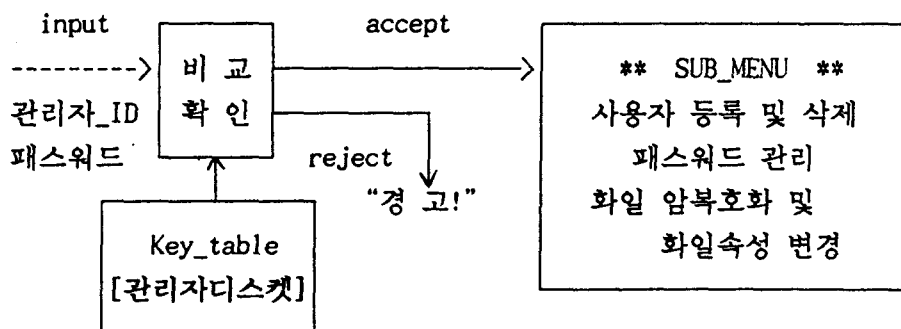 input
accept
비 교
확 인
관리자_ID
패스워드
reject
“경 고!”
Key_table
[관리자디스켓]
** SUB_MENU **
사용자 등록 및 삭제
패스워드 관리
화일 암복호화 및
화일속성 변경